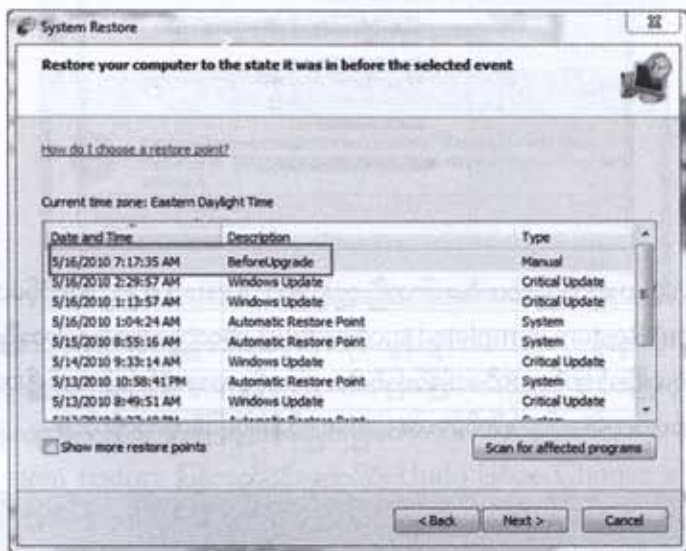 System Restore
Restore your computer to the state it was in before the selected event
How do I choose a restore point?
Current time zone: Eastern Daylight Time
Date and Time Description Type
5/16/2010 7:17:35 AM BeforeUpgrade Manual
5/16/2010 2:29:57 AM Windows Update Critical Update
5/16/2010 1:13:57 AM Windows Update Critical Update
5/16/2010 1:04:24 AM Automatic Restore Point System
5/15/2010 8:55:16 AM Automatic Restore Point System
5/14/2010 9:33:14 AM Windows Update Critical Update
5/13/2010 10:58:41 PM Automatic Restore Point System
5/13/2010 8:49:51 AM Windows Update Critical Update
Automatic Restore Point System
Show more restore points Scan for affected programs
< Back Next > Cancel